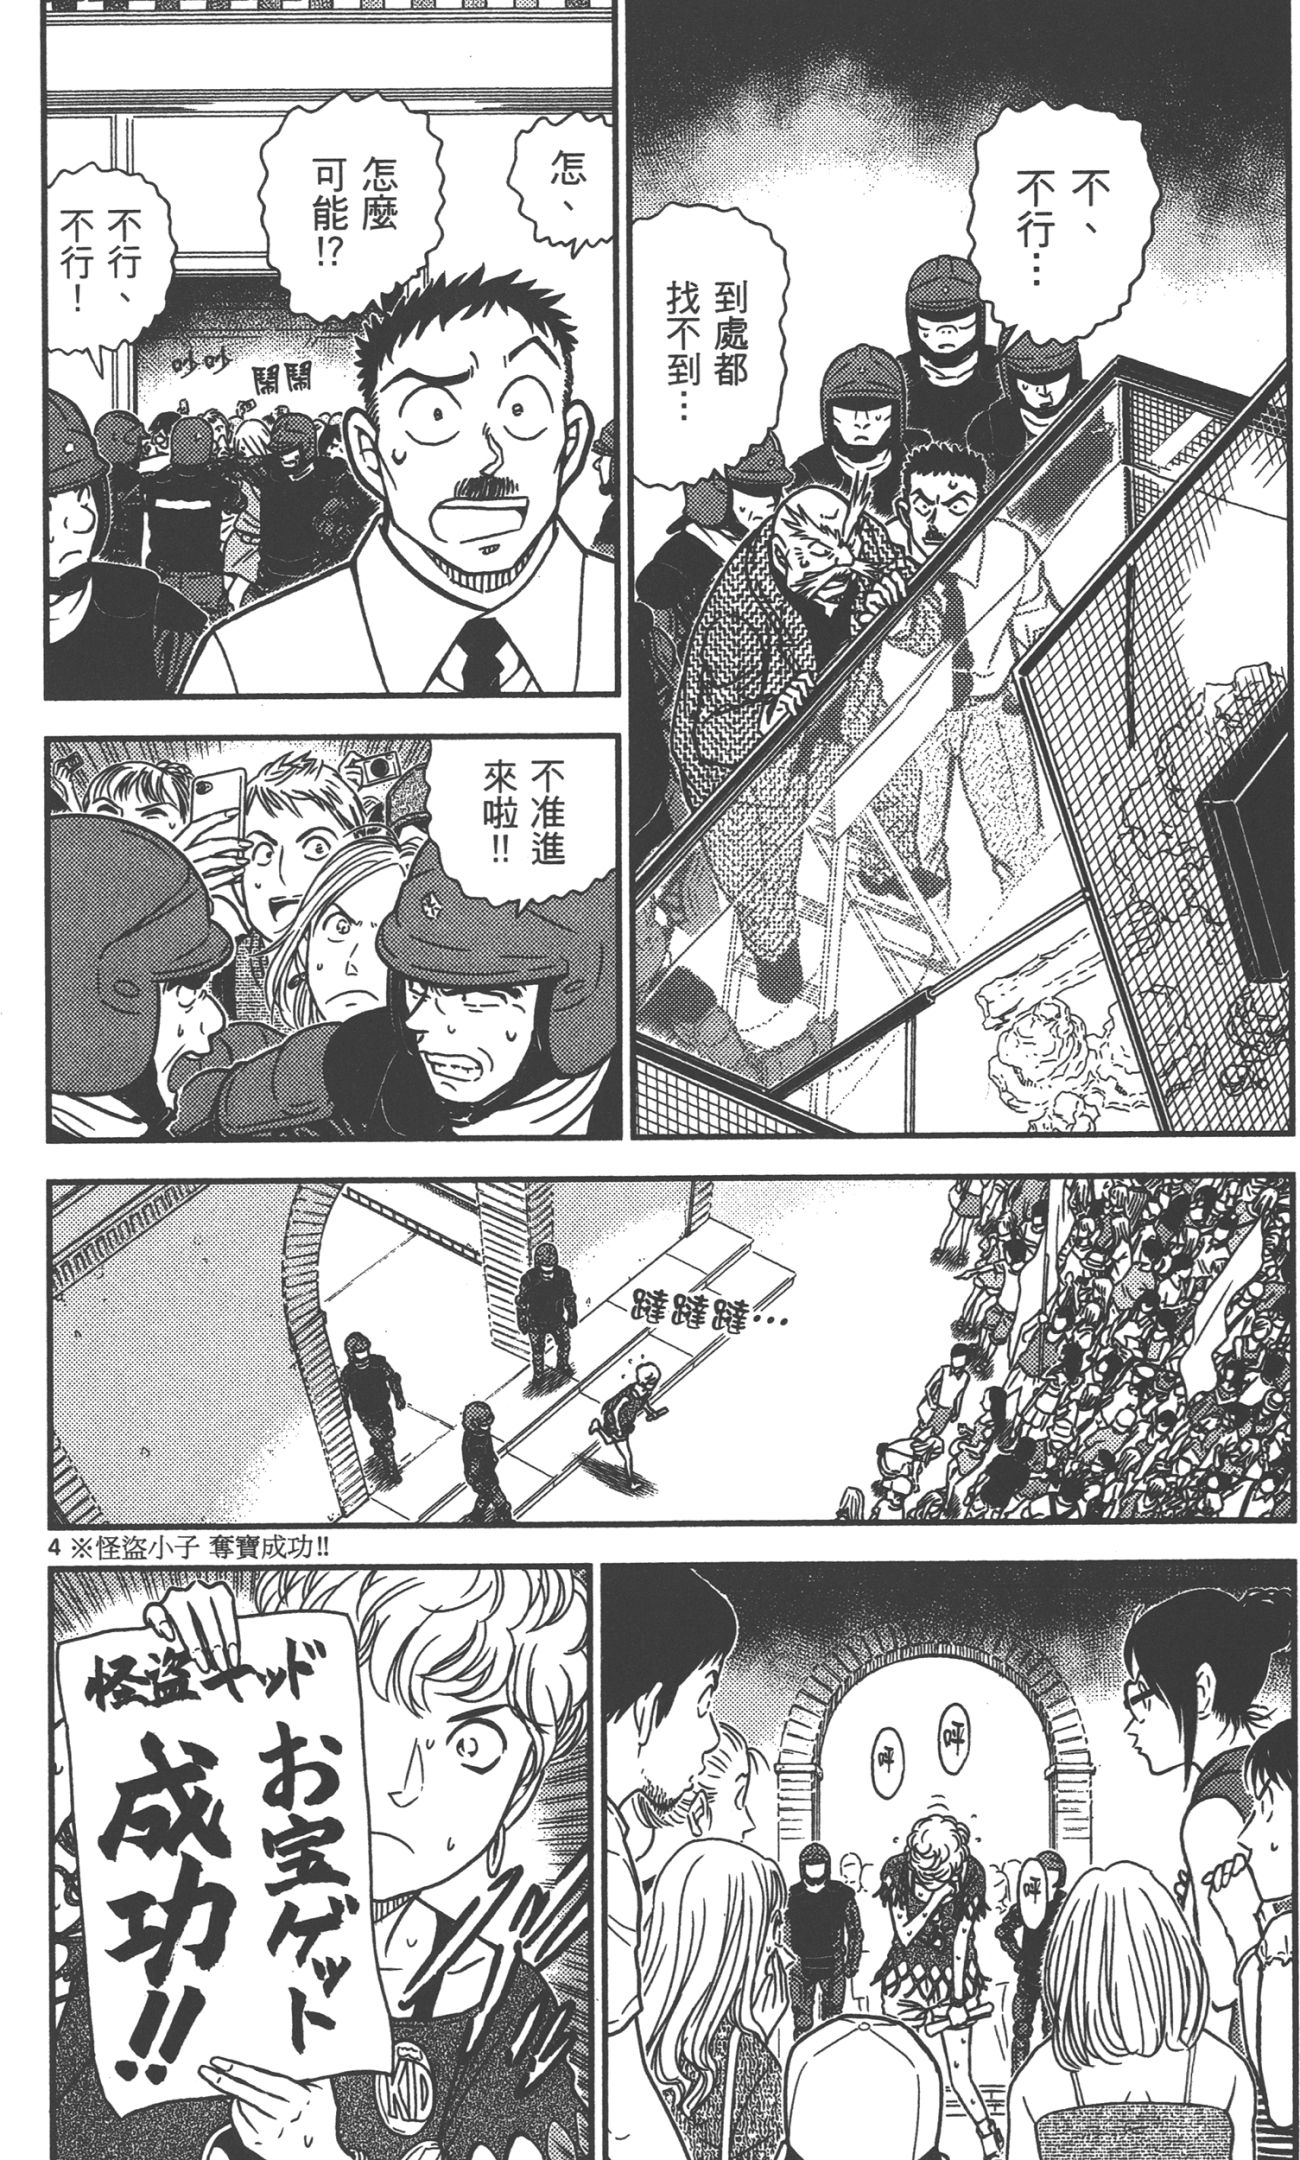 不、
不行…
到處都
找不到…
怎、
怎麼
可能!?
不行、
不行！
吵吵
鬧鬧
不准進
來啦!!
躂躂躂…
4 ※怪盜小子 奪寶成功!!
呼
呼
呼
怪盗キッド
お宝ゲット
成功!!
KID